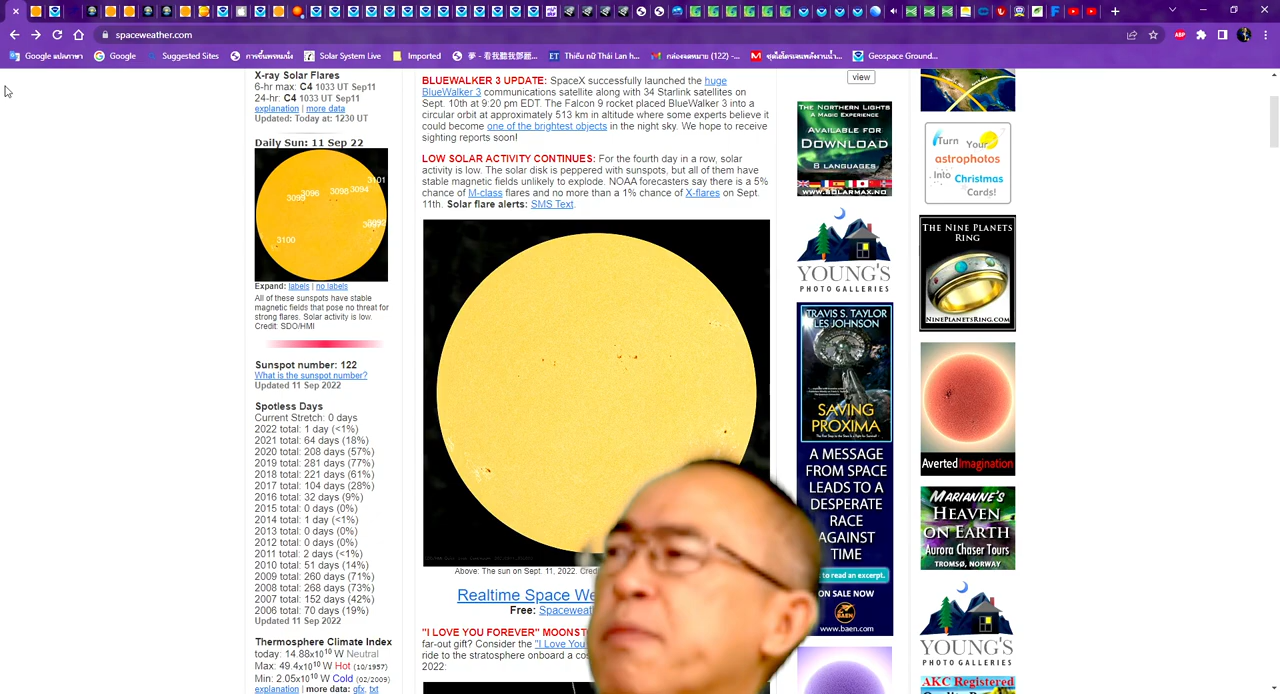 spaceweather.com
Google แปลภาษา
Google
Suggested Sites
Solar System Live
Imported
Geospace Ground...
X-ray Solar Flares
6-hr max: C4 1033 UT Sep11
24-hr: C4 1033 UT Sep11
explanation | more data
Updated: Today at: 1230 UT
Daily Sun: 11 Sep 22
3101
3096
3098
3094
3099
3100
Expand: labels | no labels
All of these sunspots have stable
magnetic fields that pose no threat for
strong flares. Solar activity is low.
Credit: SDO/HMI
Sunspot number: 122
What is the sunspot number?
Updated 11 Sep 2022
Spotless Days
Current Stretch: 0 days
2022 total: 1 day (<1%)
2021 total: 64 days (18%)
2020 total: 208 days (57%)
2019 total: 281 days (77%)
2018 total: 221 days (61%)
2017 total: 104 days (28%)
2016 total: 32 days (9%)
2015 total: 0 days (0%)
2014 total: 1 day (<1%)
2013 total: 0 days (0%)
2012 total: 0 days (0%)
2011 total: 2 days (<1%)
2010 total: 51 days (14%)
2009 total: 260 days (71%)
2008 total: 268 days (73%)
2007 total: 152 days (42%)
2006 total: 70 days (19%)
Updated 11 Sep 2022
Thermosphere Climate Index
today: 14.88x10¹⁰ W Neutral
Max: 49.4x10¹⁰ W Hot (10/1957)
Min: 2.05x10¹⁰ W Cold (02/2009)
explanation | more data: gfx, txt
BLUEWALKER 3 UPDATE: SpaceX successfully launched the huge
BlueWalker 3 communications satellite along with 34 Starlink satellites on
Sept. 10th at 9:20 pm EDT. The Falcon 9 rocket placed BlueWalker 3 into a
circular orbit at approximately 513 km in altitude where some experts believe it
could become one of the brightest objects in the night sky. We hope to receive
sighting reports soon!
LOW SOLAR ACTIVITY CONTINUES: For the fourth day in a row, solar
activity is low. The solar disk is peppered with sunspots, but all of them have
stable magnetic fields unlikely to explode. NOAA forecasters say there is a 5%
chance of M-class flares and no more than a 1% chance of X-flares on Sept.
11th. Solar flare alerts: SMS Text.
Above: The sun on Sept. 11, 2022.
Realtime Space We
Free: Spaceweat
"I LOVE YOU FOREVER" MOONST
far-out gift? Consider the "I Love You
ride to the stratosphere onboard a co
2022:
view
THE NORTHERN LIGHTS
A MAGIC EXPERIENCE
AVAILABLE FOR
DOWNLOAD
8 LANGUAGES
WWW.SOLARMAX.NO
YOUNG'S
PHOTO GALLERIES
TRAVIS S. TAYLOR
LES JOHNSON
SAVING
PROXIMA
A MESSAGE
FROM SPACE
LEADS TO A
DESPERATE
RACE
AGAINST
TIME
to read an excerpt.
ON SALE NOW
BAEN
www.baen.com
Turn Your
astrophotos
Into Christmas
Cards!
THE NINE PLANETS
RING
NINEPLANETSRING.COM
AvertedImagination
MARIANNE'S
HEAVEN
ON EARTH
Aurora Chaser Tours
TROMSØ, NORWAY
YOUNG'S
PHOTO GALLERIES
AKC Registered